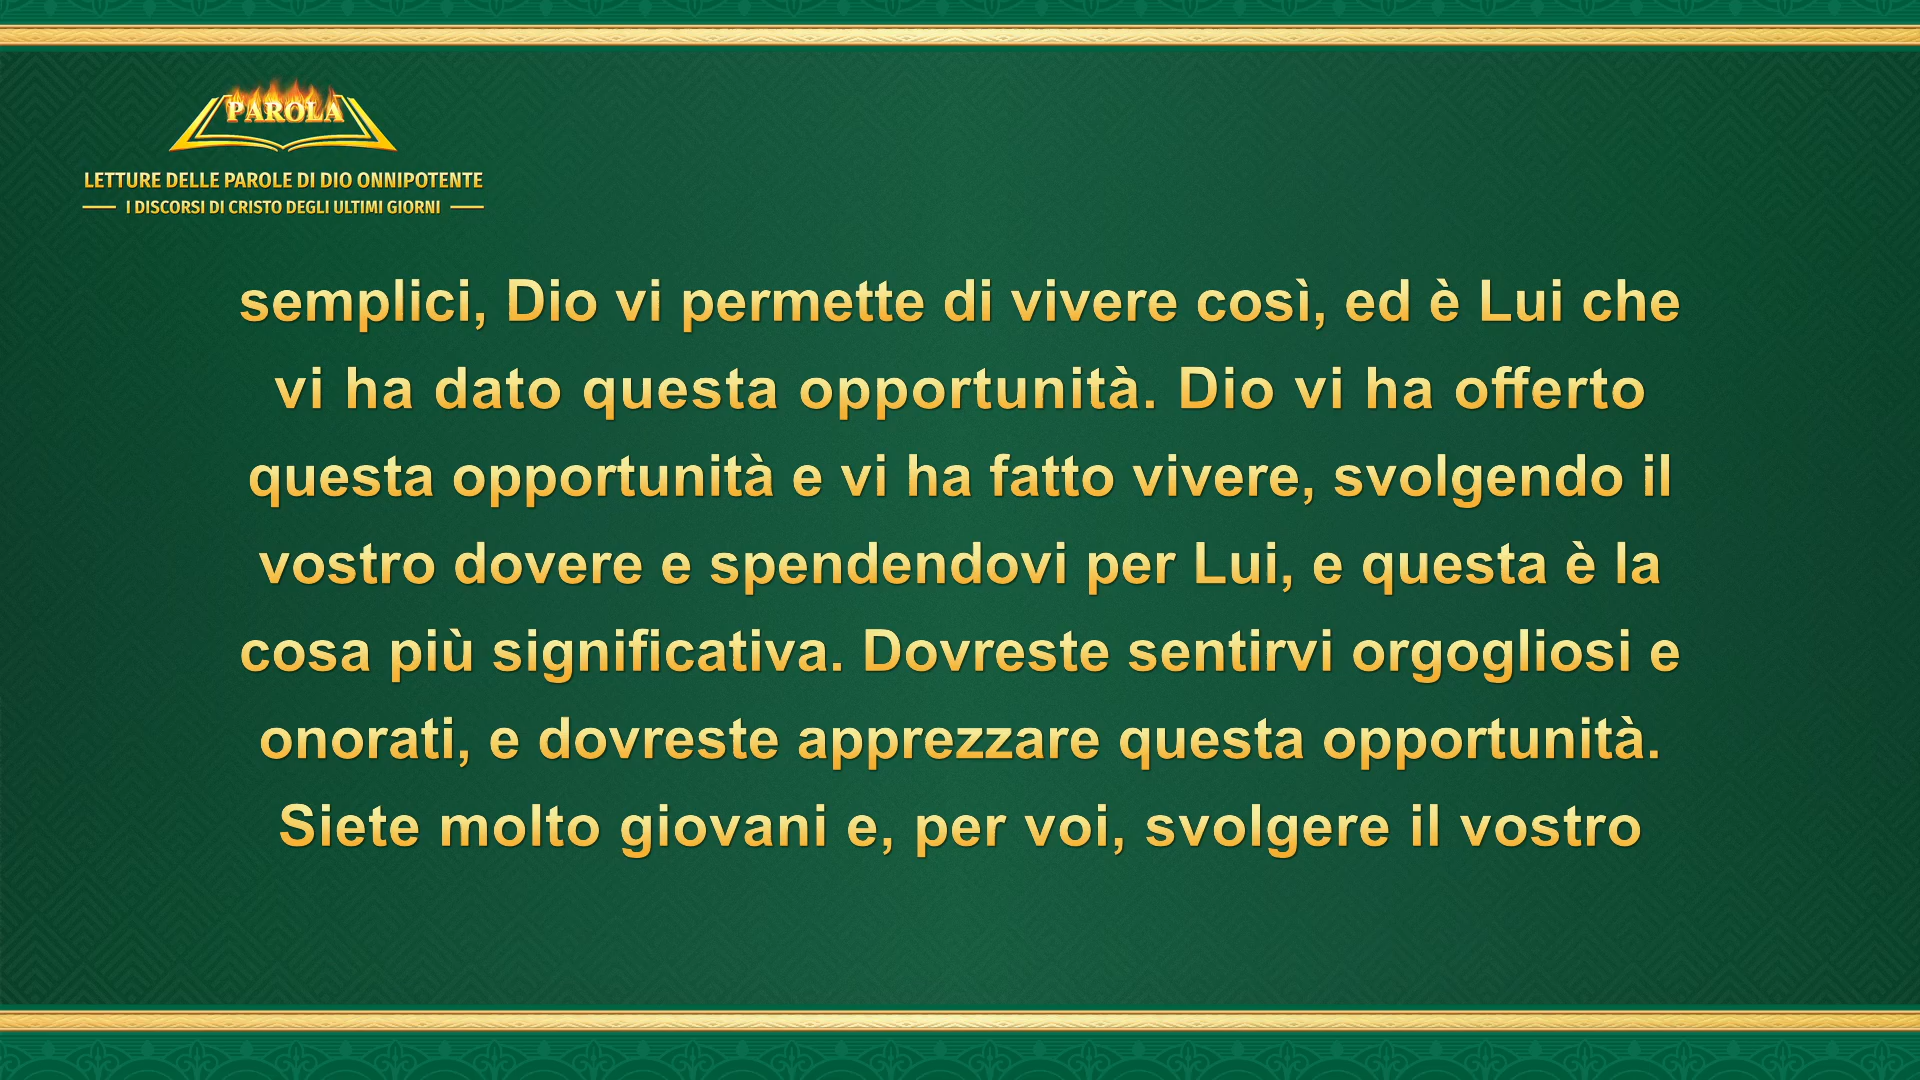 PAROLA
LETTURE DELLE PAROLE DI DIO ONNIPOTENTE
I DISCORSI DI CRISTO DEGLI ULTIMI GIORNI
semplici, Dio vi permette di vivere così, ed è Lui che
vi ha dato questa opportunità. Dio vi ha offerto
questa opportunità e vi ha fatto vivere, svolgendo il
vostro dovere e spendendovi per Lui, e questa è la
cosa più significativa. Dovreste sentirvi orgogliosi e
onorati, e dovreste apprezzare questa opportunità.
Siete molto giovani e, per voi, svolgere il vostro